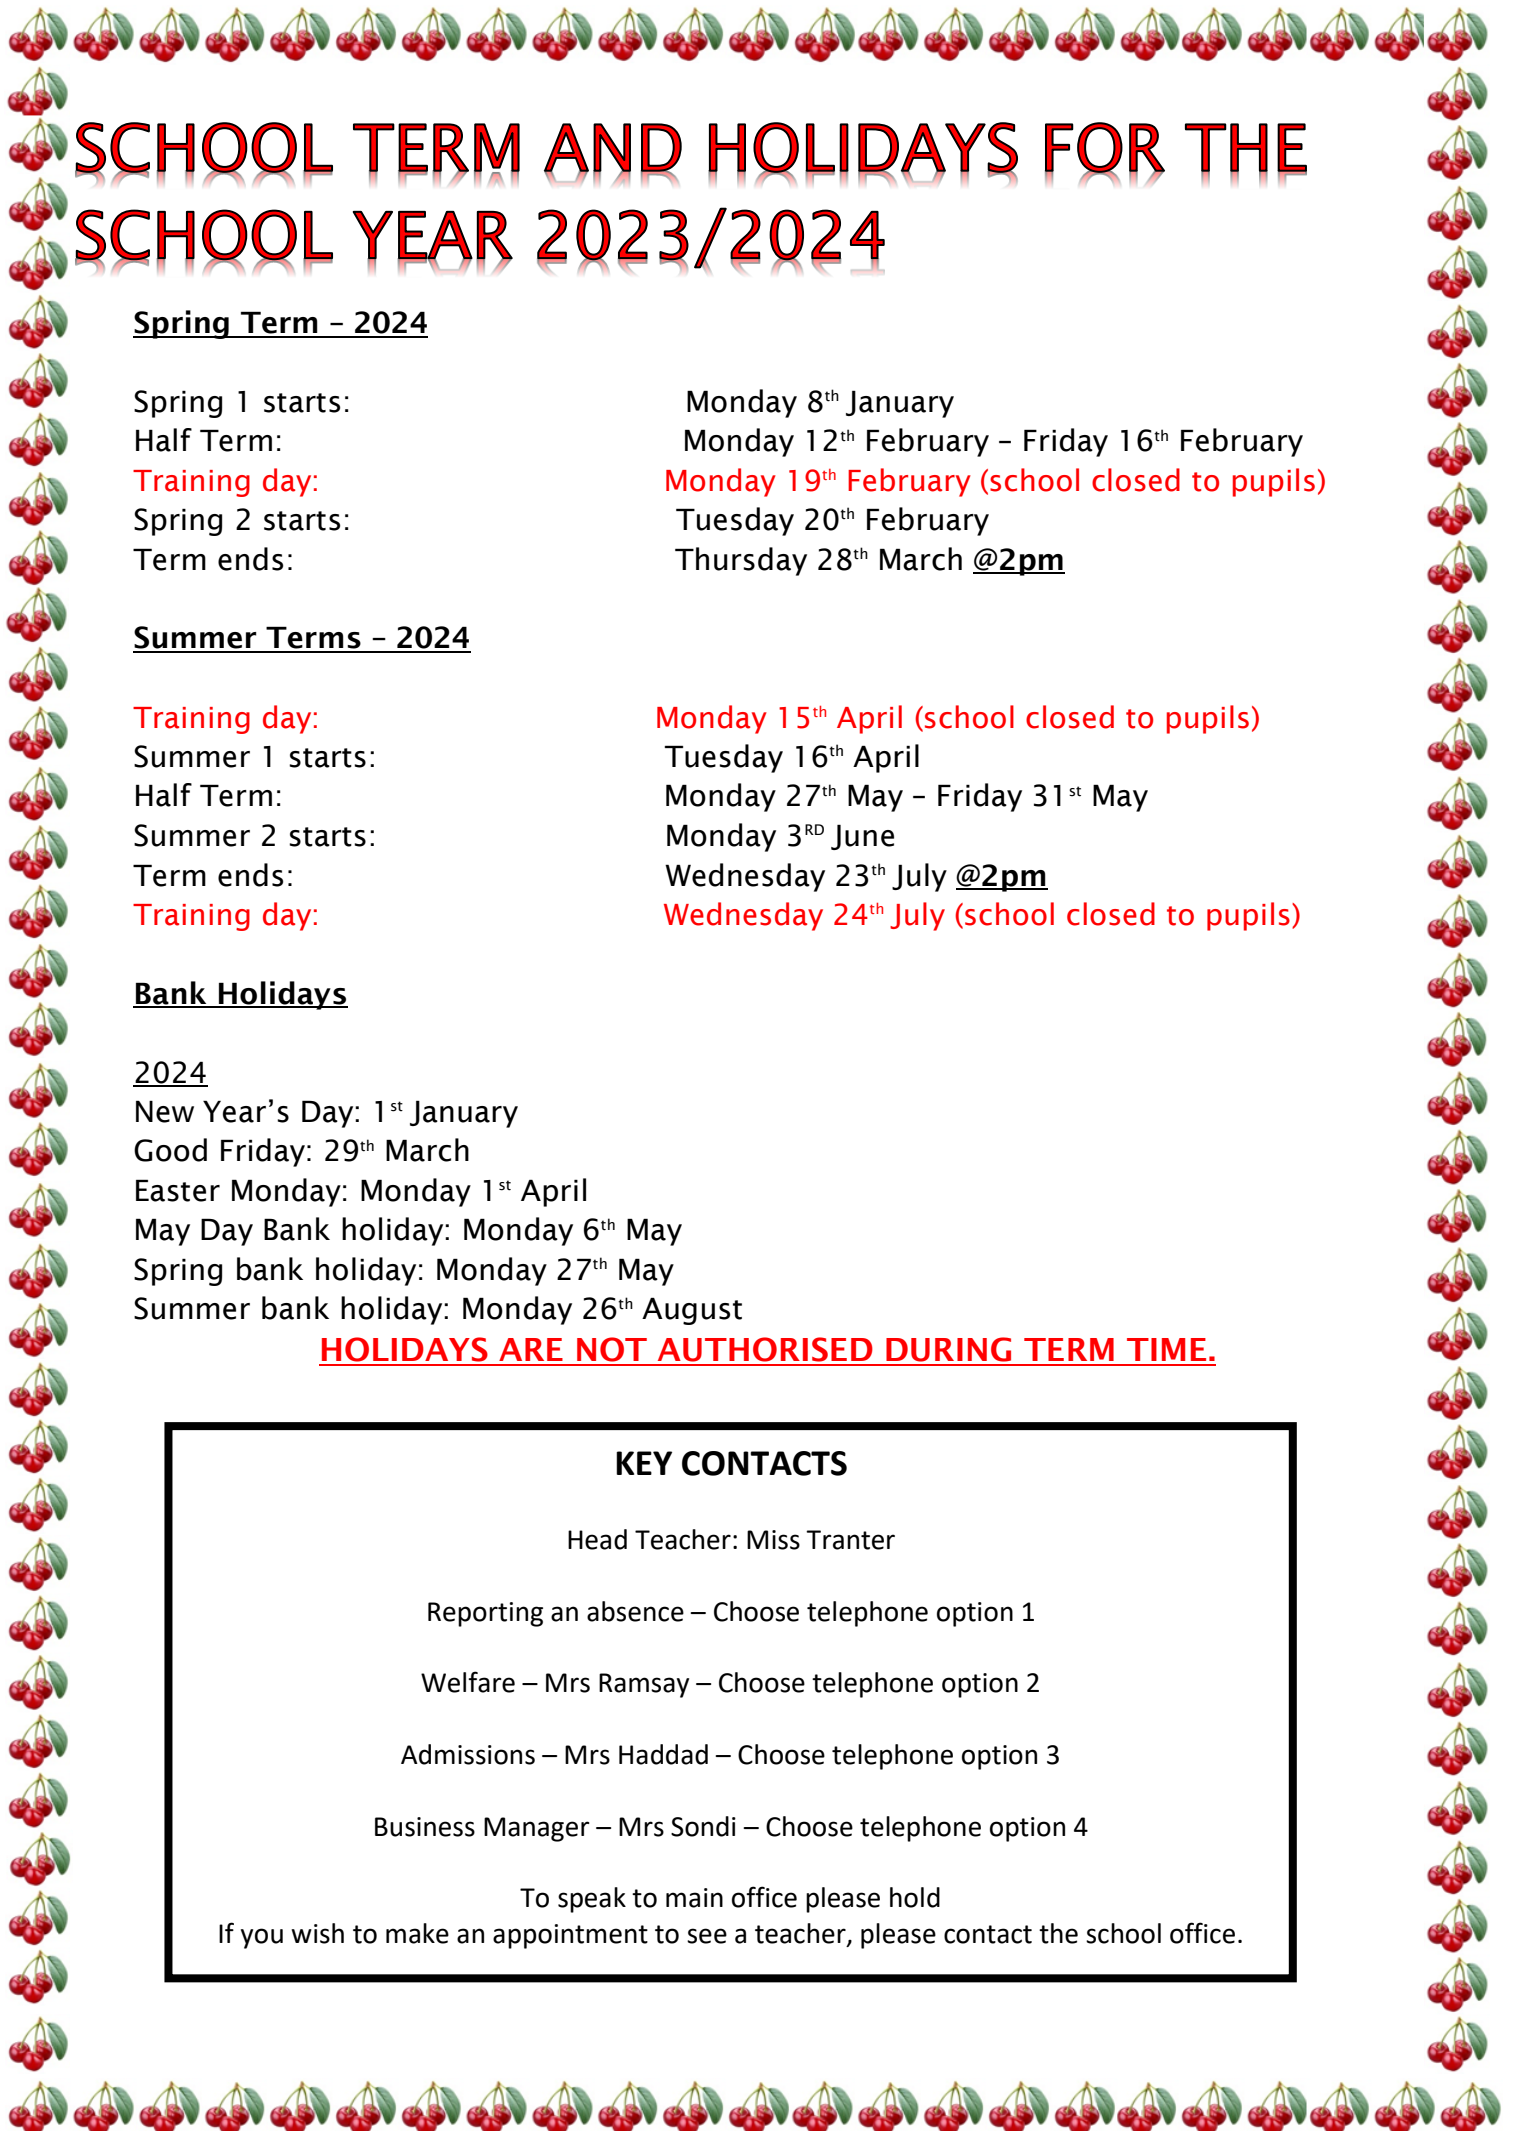 SCHOOL TERM AND HOLIDAYS FOR THE
SCHOOL YEAR 2023/2024
Spring Term – 2024
Spring 1 starts: Monday 8th January
Half Term: Monday 12th February – Friday 16th February
Training day: Monday 19th February (school closed to pupils)
Spring 2 starts: Tuesday 20th February
Term ends: Thursday 28th March @2pm
Summer Terms – 2024
Training day: Monday 15th April (school closed to pupils)
Summer 1 starts: Tuesday 16th April
Half Term: Monday 27th May – Friday 31st May
Summer 2 starts: Monday 3RD June
Term ends: Wednesday 23th July @2pm
Training day: Wednesday 24th July (school closed to pupils)
Bank Holidays
2024
New Year’s Day: 1st January
Good Friday: 29th March
Easter Monday: Monday 1st April
May Day Bank holiday: Monday 6th May
Spring bank holiday: Monday 27th May
Summer bank holiday: Monday 26th August
HOLIDAYS ARE NOT AUTHORISED DURING TERM TIME.
KEY CONTACTS
Head Teacher: Miss Tranter
Reporting an absence – Choose telephone option 1
Welfare – Mrs Ramsay – Choose telephone option 2
Admissions – Mrs Haddad – Choose telephone option 3
Business Manager – Mrs Sondi – Choose telephone option 4
To speak to main office please hold
If you wish to make an appointment to see a teacher, please contact the school office.